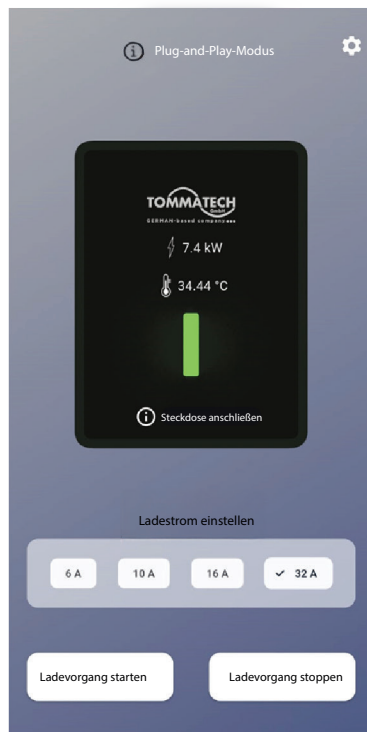 Plug-and-Play-Modus
TOMMATECH
GmbH
GERMAN-based company
7.4 kW
34.44 °C
Steckdose anschließen
Ladestrom einstellen
6 A 10 A 16 A 32 A
Ladevorgang starten Ladevorgang stoppen